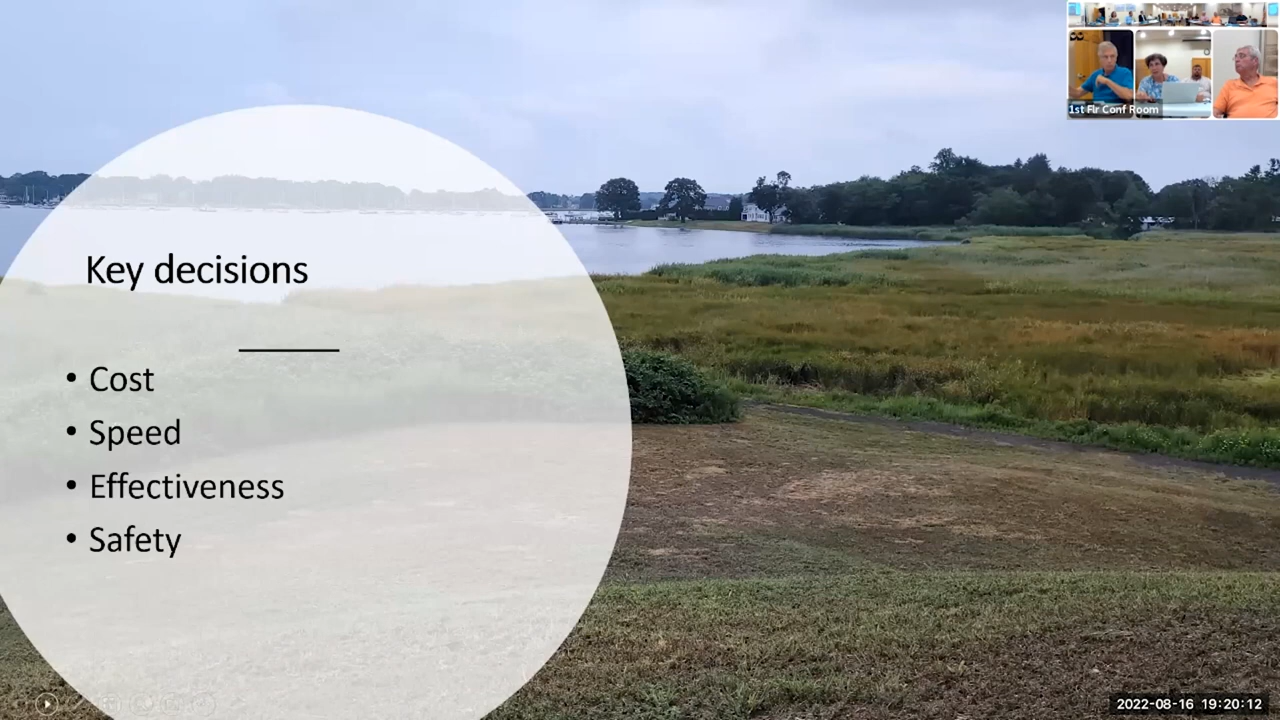 1st Flr Conf Room
Key decisions
• Cost
• Speed
• Effectiveness
• Safety
2022-08-16 19:20:12